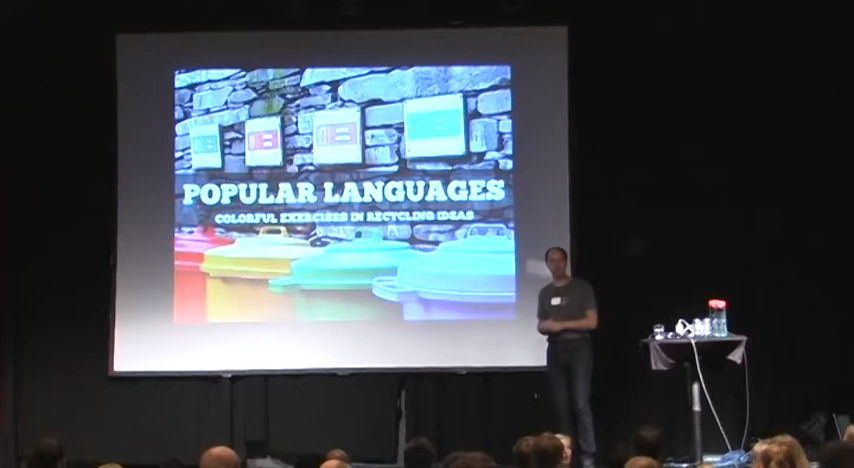 POPULAR LANGUAGES
COLORFUL EXERCISES IN RECYCLING IDEAS